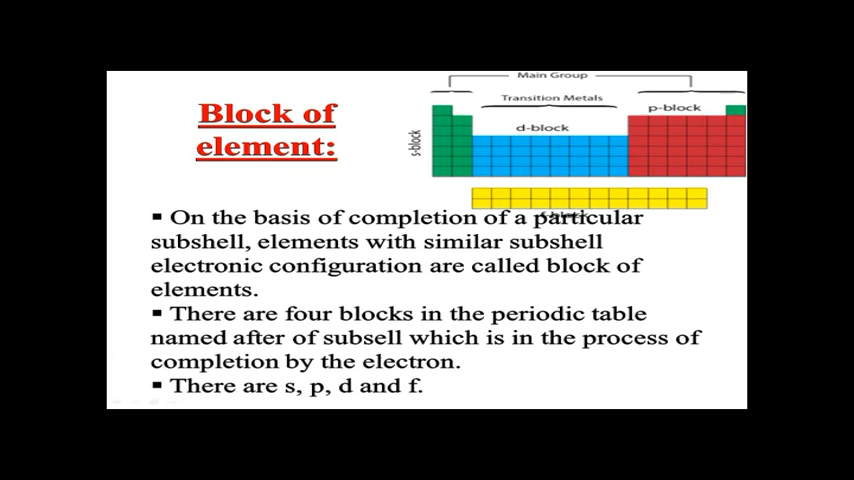 Main Group
Block of
element:
Transition Metals
p-block
d-block
s-block
▪ On the basis of completion of a particular
subshell, elements with similar subshell
electronic configuration are called block of
elements.
▪ There are four blocks in the periodic table
named after of subsell which is in the process of
completion by the electron.
▪ There are s, p, d and f.